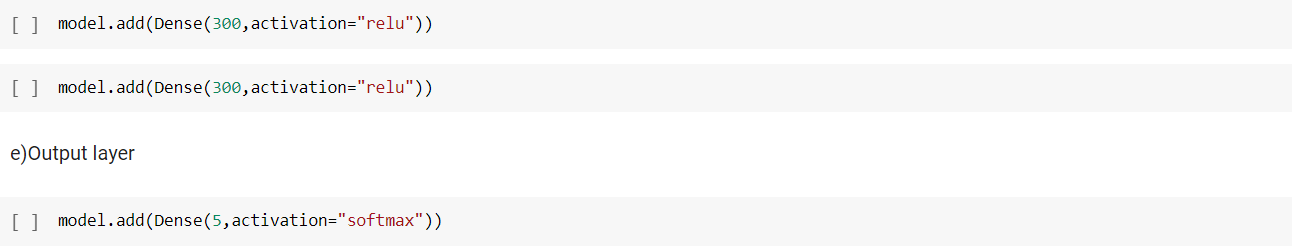 [ ] model.add(Dense(300,activation="relu"))
[ ] model.add(Dense(300,activation="relu"))
e)Output layer
[ ] model.add(Dense(5,activation="softmax"))